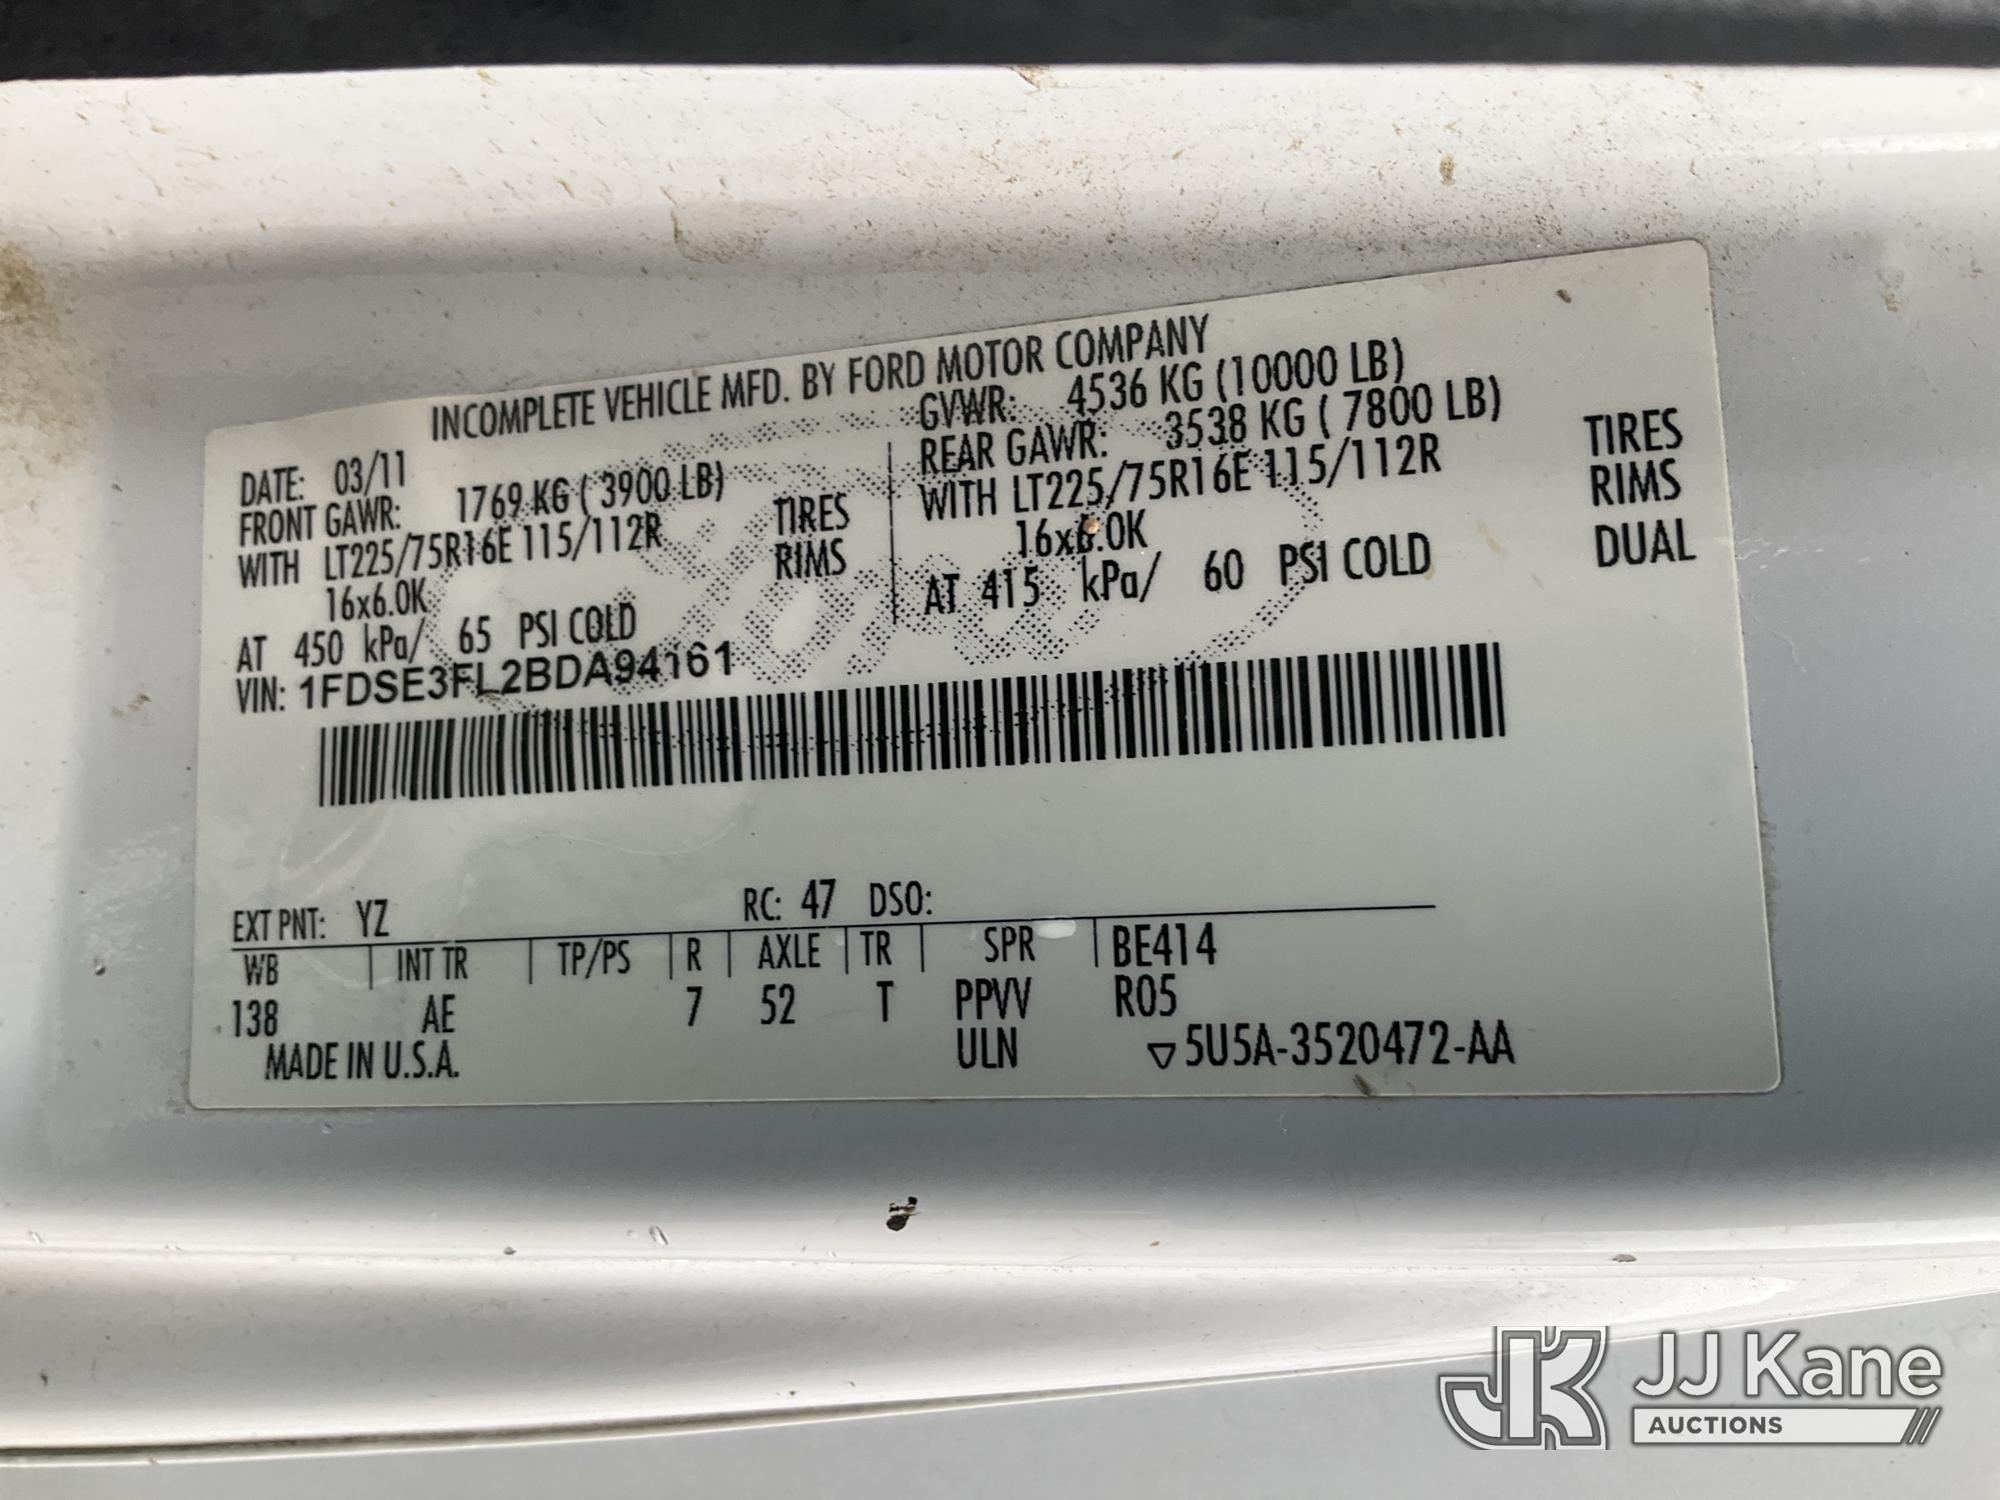 INCOMPLETE VEHICLE MFD. BY FORD MOTOR COMPANY
DATE: 03/11
FRONT GAWR: 1769 KG ( 3900 LB)
WITH LT225/75R16E 115/112R TIRES
16x6.0K RIMS
AT 450 kPa/ 65 PSI COLD
GVWR: 4536 KG (10000 LB)
REAR GAWR: 3538 KG ( 7800 LB)
WITH LT225/75R16E 115/112R TIRES
16x6.0K RIMS
AT 415 kPa/ 60 PSI COLD DUAL
VIN: 1FDSE3FL2BDA94161
Ford
EXT PNT: YZ RC: 47 DSO:
WB INT TR TP/PS R AXLE TR SPR BE414
138 AE 7 52 T PPVV R05
ULN
MADE IN U.S.A. ▽5U5A-3520472-AA
JK JJ Kane
AUCTIONS